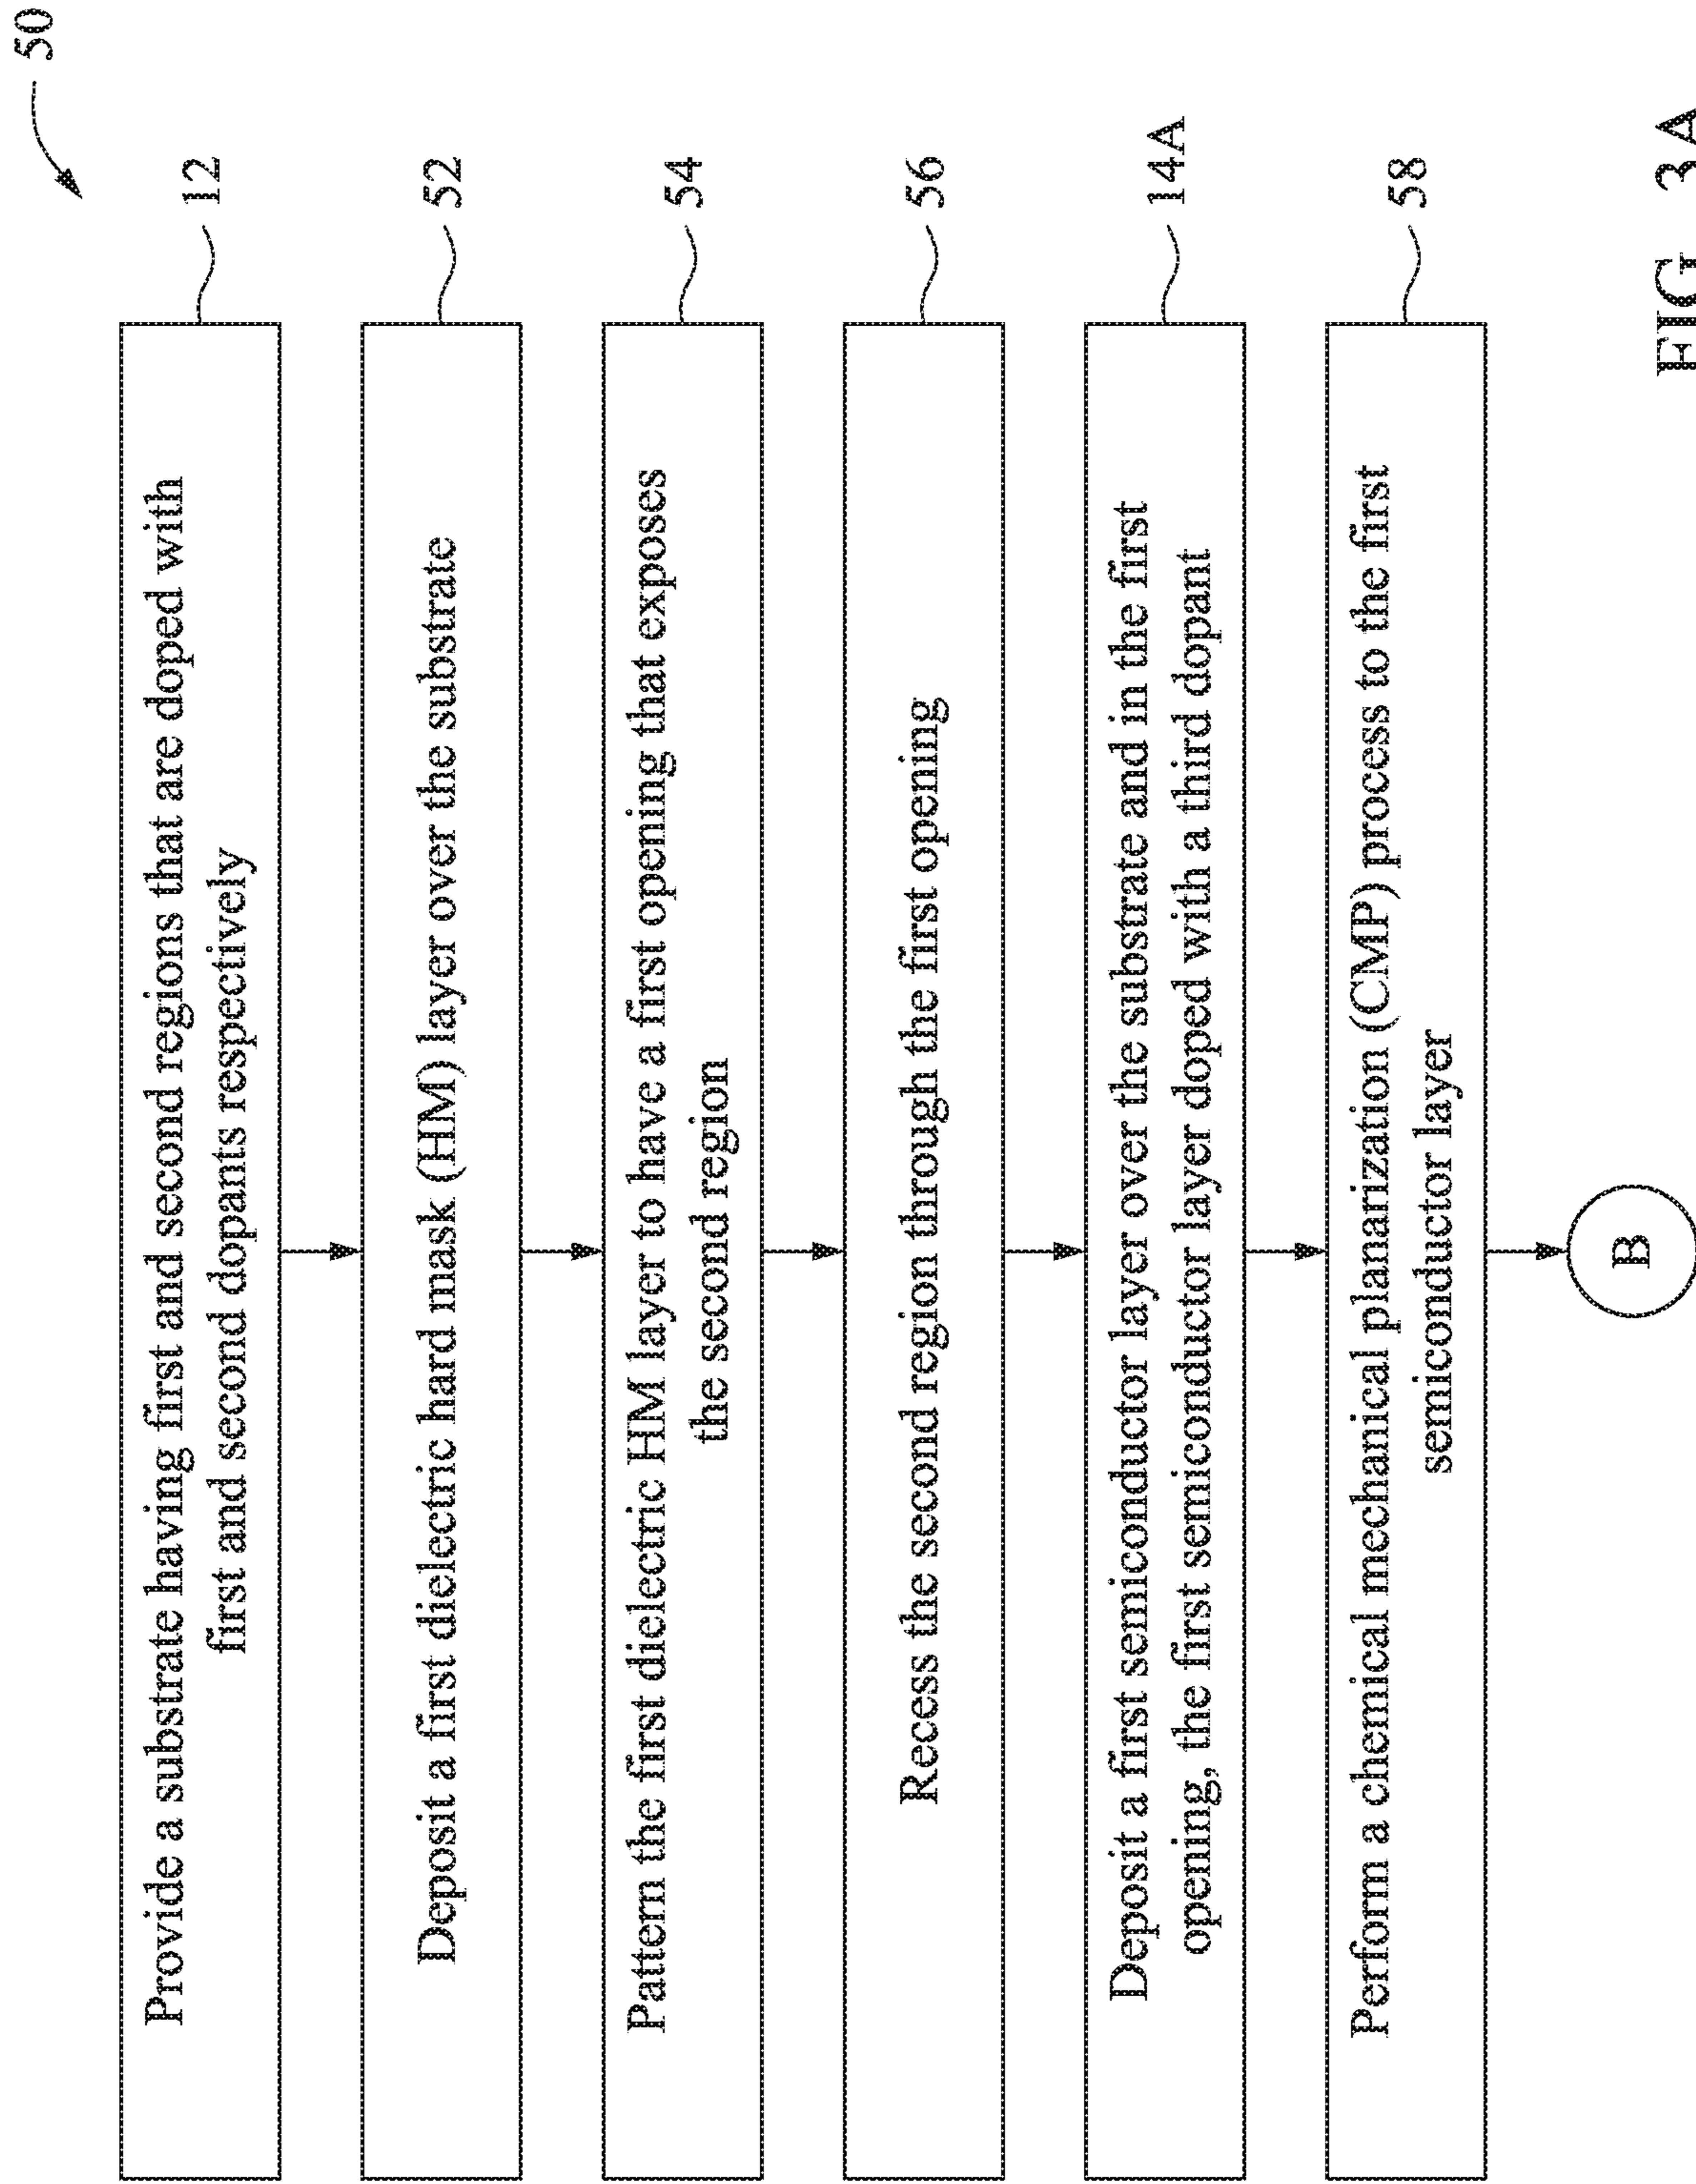 50
Provide a substrate having first and second regions that are doped with
first and second dopants respectively
12
Deposit a first dielectric hard mask (HM) layer over the substrate
52
Pattern the first dielectric HM layer to have a first opening that exposes
the second region
54
Recess the second region through the first opening
56
Deposit a first semiconductor layer over the substrate and in the first
opening, the first semiconductor layer doped with a third dopant
14A
Perform a chemical mechanical planarization (CMP) process to the first
semiconductor layer
58
B
FIG 3A